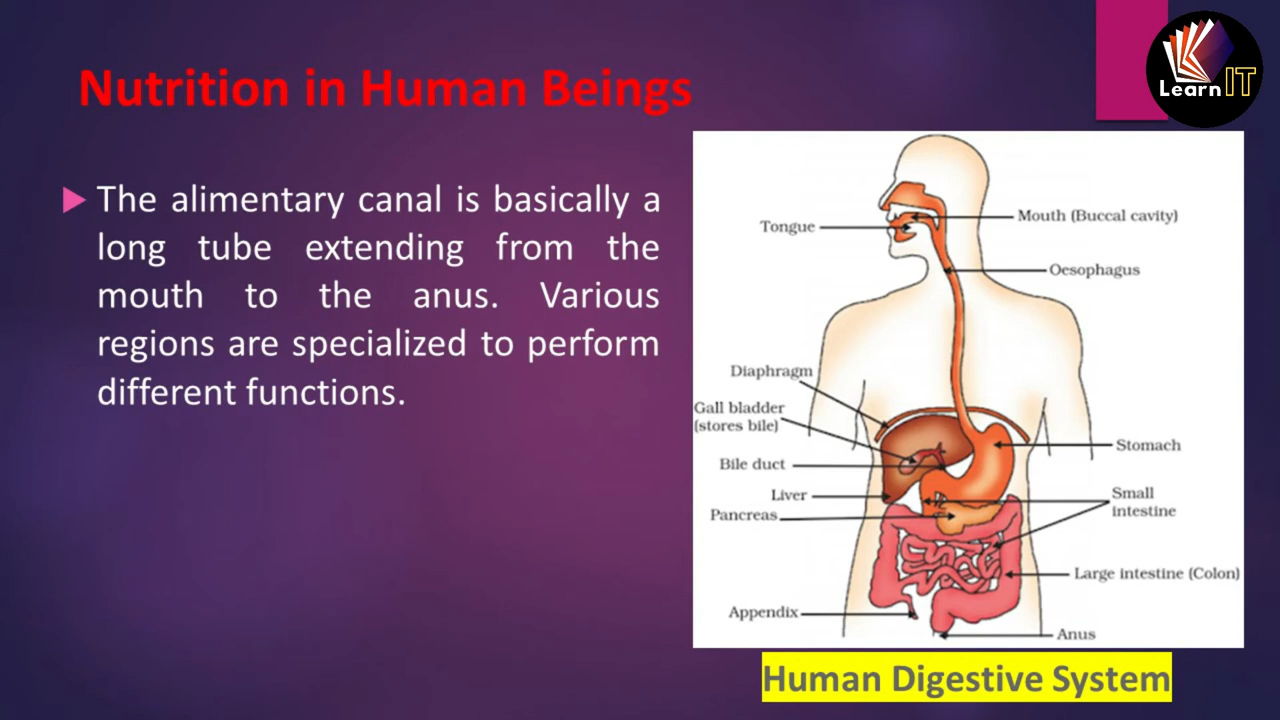 Learn IT
Nutrition in Human Beings
The alimentary canal is basically a
long tube extending from the
mouth to the anus. Various
regions are specialized to perform
different functions.
Tongue
Mouth (Buccal cavity)
Oesophagus
Diaphragm
Gall bladder
(stores bile)
Bile duct
Liver
Pancreas
Stomach
Small
intestine
Large intestine (Colon)
Appendix
Anus
Human Digestive System